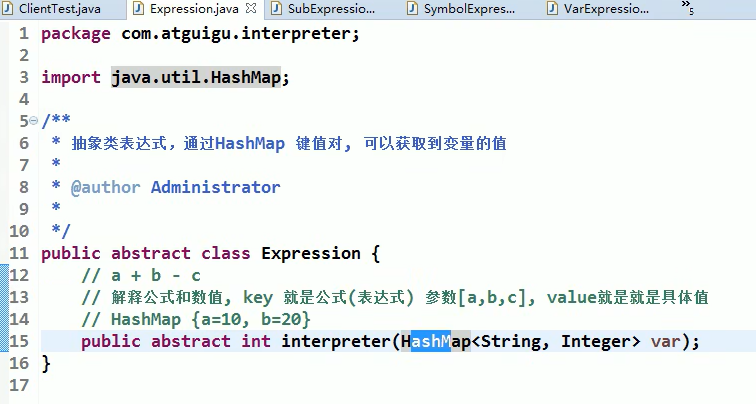 ClientTest.java Expression.java SubExpressio... SymbolExpres... VarExpressio... »5
1 package com.atguigu.interpreter;
2
3 import java.util.HashMap;
4
5 /**
6 * 抽象类表达式，通过HashMap 键值对, 可以获取到变量的值
7 *
8 * @author Administrator
9 *
10 */
11 public abstract class Expression {
12 // a + b - c
13 // 解释公式和数值, key 就是公式(表达式) 参数[a,b,c], value就是就是具体值
14 // HashMap {a=10, b=20}
15 public abstract int interpreter(HashMap<String, Integer> var);
16 }
17